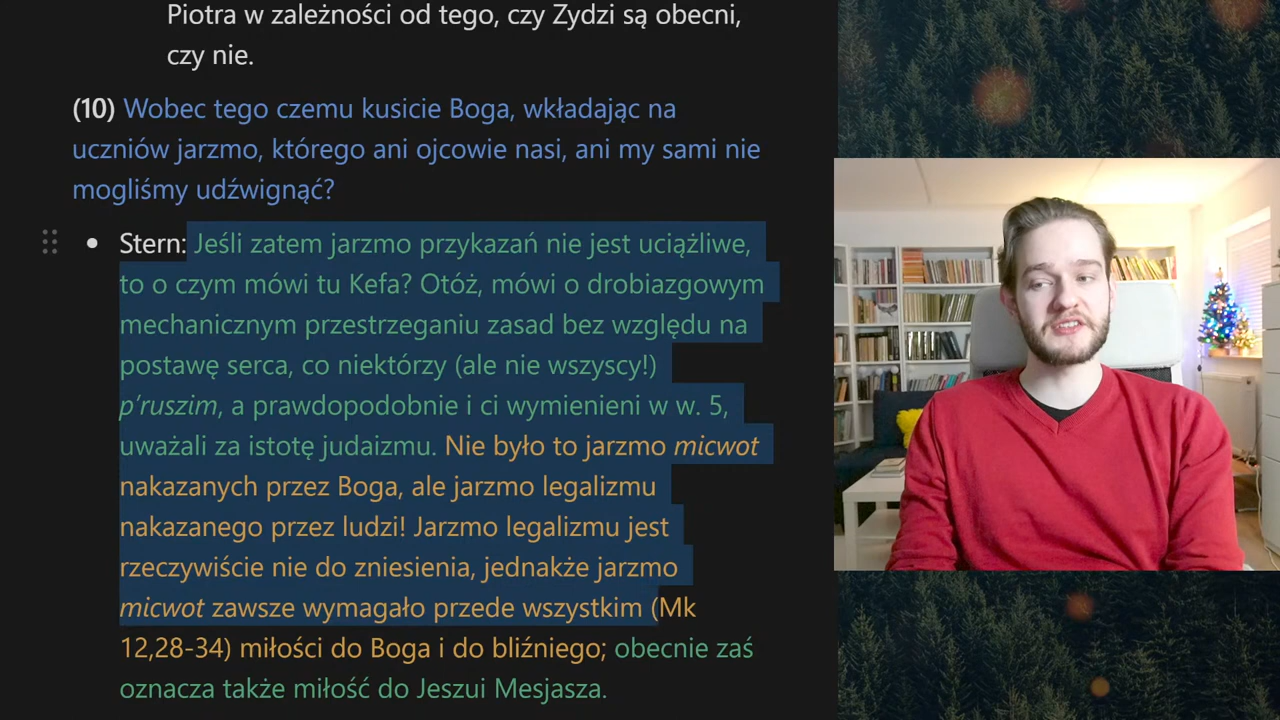 Piotra w zależności od tego, czy Zydzi są obecni,
czy nie.
(10) Wobec tego czemu kusicie Boga, wkładając na
uczniów jarzmo, którego ani ojcowie nasi, ani my sami nie
mogliśmy udźwignąć?
• Stern: Jeśli zatem jarzmo przykazań nie jest uciążliwe,
to o czym mówi tu Kefa? Otóż, mówi o drobiazgowym
mechanicznym przestrzeganiu zasad bez względu na
postawę serca, co niektórzy (ale nie wszyscy!)
p'ruszim, a prawdopodobnie i ci wymienieni w w. 5,
uważali za istotę judaizmu. Nie było to jarzmo micwot
nakazanych przez Boga, ale jarzmo legalizmu
nakazanego przez ludzi! Jarzmo legalizmu jest
rzeczywiście nie do zniesienia, jednakże jarzmo
micwot zawsze wymagało przede wszystkim (Mk
12,28-34) miłości do Boga i do bliźniego; obecnie zaś
oznacza także miłość do Jeszui Mesjasza.